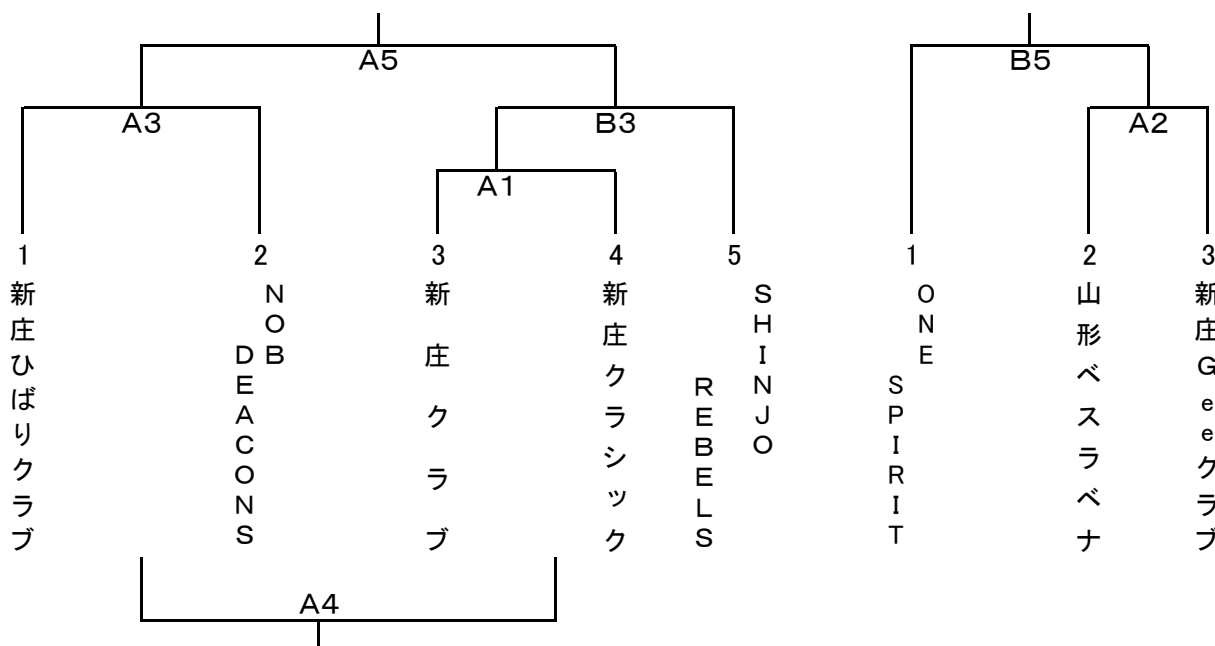 A5
B5
A3
B3
A2
A1
1
2
3
4
5
1
2
3
新庄ひばりクラブ
NOB
DEACONS
新庄クラブ
新庄クラシック
SHINJO
REBELS
ONE
SPIRIT
山形ベスラベナ
新庄Geeクラブ
A4